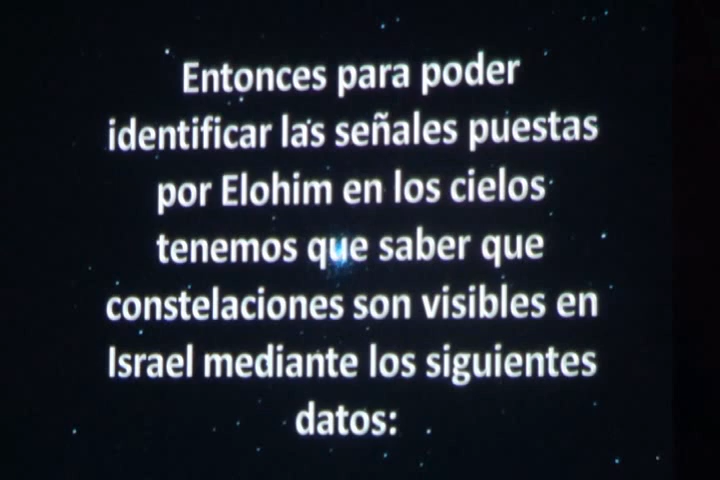 Entonces para poder
identificar las señales puestas
por Elohim en los cielos
tenemos que saber que
constelaciones son visibles en
Israel mediante los siguientes
datos: